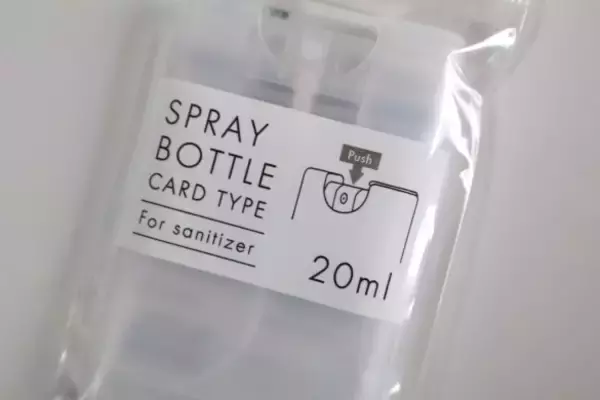 SPRAY
BOTTLE
CARD TYPE
For sanitizer
Push
20ml